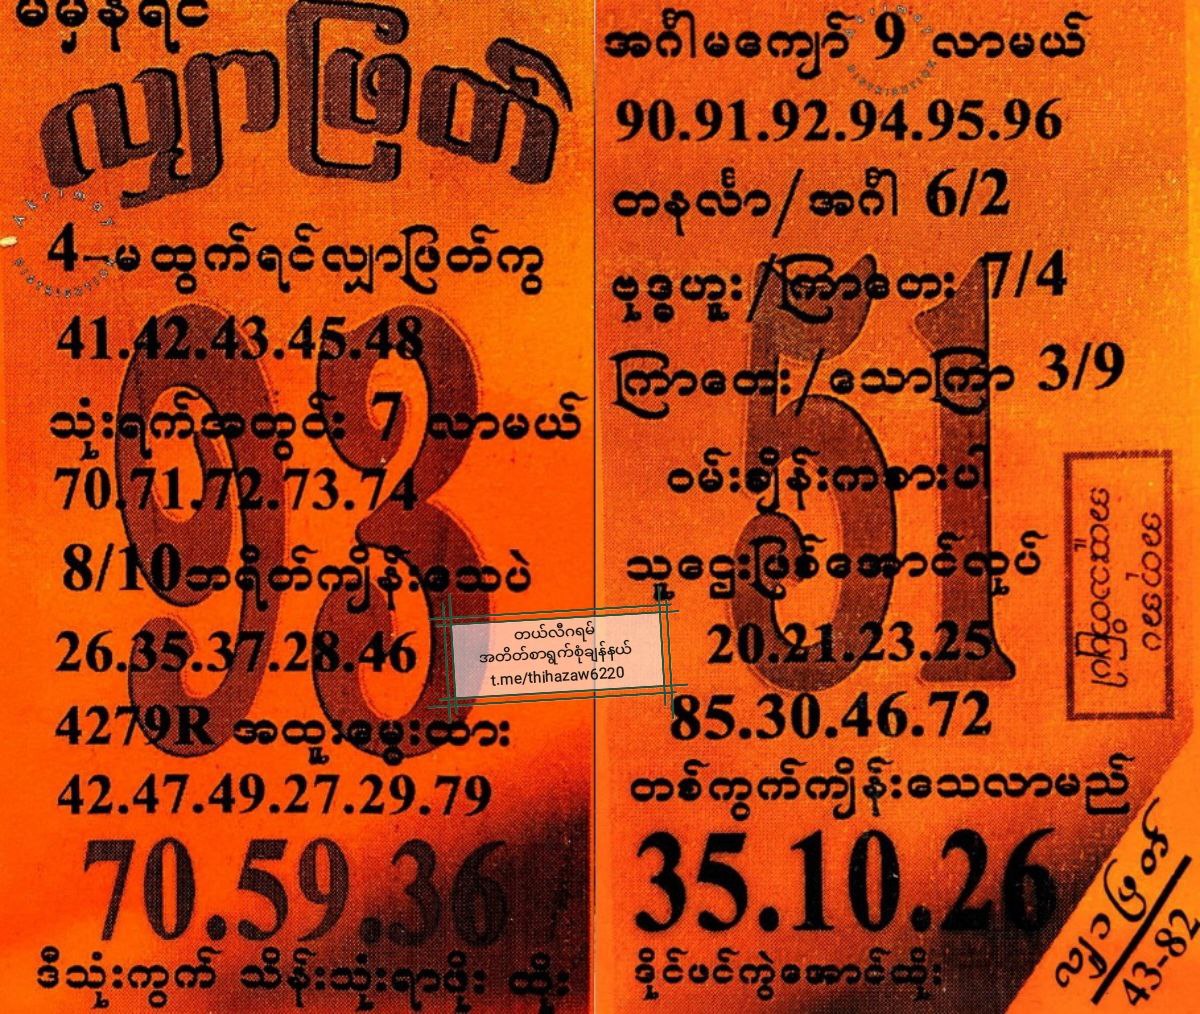 မမှန်ရင်
လျှာဖြတ်
4-မထွက်ရင်လျှာဖြတ်ကွ
41.42.43.45.48
သုံးရက်အတွင်း 7 လာမယ်
70.71.72.73.74
8/10ဘရိတ်ကျိန်းသေပဲ
26.35.37.28.46
4279R အထူးမွေးထား
42.47.49.27.29.79
70.59.36
ဒီသုံးကွက် သိန်းသုံးရာဖိုး ထိုး
93
တယ်လီဂရမ်
အတိတ်စာရွက်စုံချန်နယ်
t.me/thihazaw6220
အင်္ဂါမကျော် 9 လာမယ်
90.91.92.94.95.96
တနင်္လာ/အင်္ဂါ 6/2
ဗုဒ္ဓဟူး/ကြာတေး 7/4
ကြာတေး/သောကြာ 3/9
ဝမ်းချိန်းကစားပါ
သူဌေးဖြစ်အောင်လုပ်
20.21.23.25
85.30.46.72
တစ်ကွက်ကျိန်းသေလာမည်
35.10.26
ဒိုင်ဖင်ကွဲအောင်ထိုး
51
လျှာဖြတ်
43-82